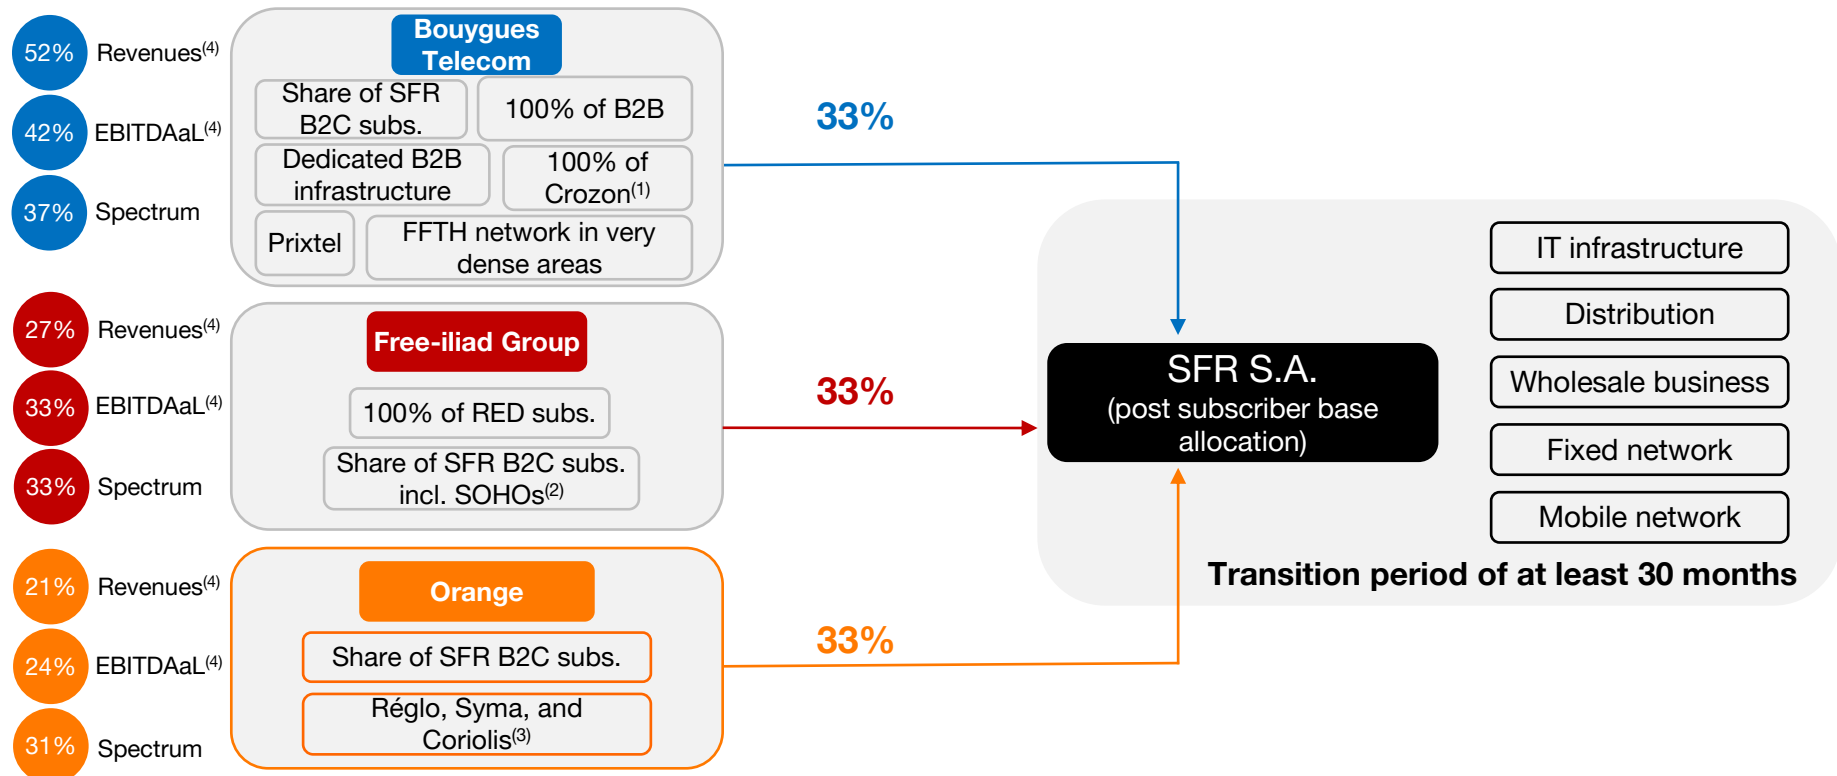 52%
Revenues(4)
42%
EBITDAaL(4)
37%
Spectrum
Bouygues
Telecom
Share of SFR
B2C subs.
100% of B2B
Dedicated B2B
infrastructure
100% of
Crozon(1)
Prixtel
FFTH network in very
dense areas
33%
27%
Revenues(4)
33%
EBITDAaL(4)
33%
Spectrum
Free-iliad Group
100% of RED subs.
Share of SFR B2C subs.
incl. SOHOs(2)
33%
21%
Revenues(4)
24%
EBITDAaL(4)
31%
Spectrum
Orange
Share of SFR B2C subs.
Réglo, Syma, and
Coriolis(3)
33%
SFR S.A.
(post subscriber base
allocation)
IT infrastructure
Distribution
Wholesale business
Fixed network
Mobile network
Transition period of at least 30 months